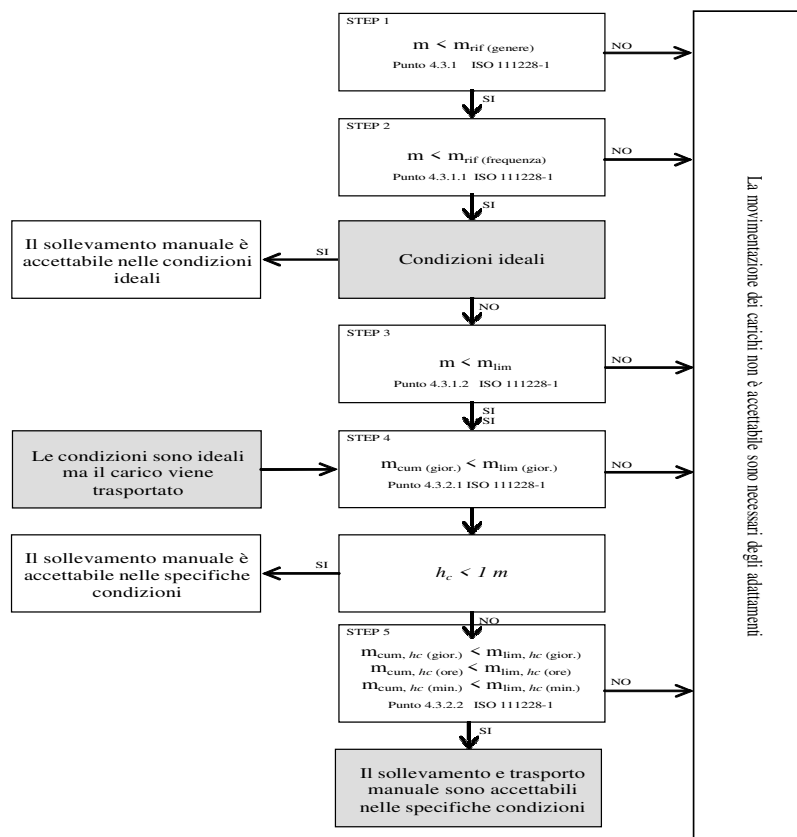 STEP 1
m < mrif (genere)
Punto 4.3.1 ISO 111228-1
NO
SI
STEP 2
m < mrif (frequenza)
Punto 4.3.1.1 ISO 111228-1
NO
SI
Il sollevamento manuale è
accettabile nelle condizioni
ideali
SI
Condizioni ideali
NO
STEP 3
m < mlim
Punto 4.3.1.2 ISO 111228-1
NO
SI
SI
Le condizioni sono ideali
ma il carico viene
trasportato
STEP 4
mcum (gior.) < mlim (gior.)
Punto 4.3.2.1 ISO 111228-1
NO
Il sollevamento manuale è
accettabile nelle specifiche
condizioni
SI
hc < 1 m
NO
STEP 5
mcum, hc (gior.) < mlim, hc (gior.)
mcum, hc (ore) < mlim, hc (ore)
mcum, hc (min.) < mlim, hc (min.)
Punto 4.3.2.2 ISO 111228-1
NO
SI
Il sollevamento e trasporto
manuale sono accettabili
nelle specifiche condizioni
La movimentazione dei carichi non è accettabile sono necessari degli adattamenti